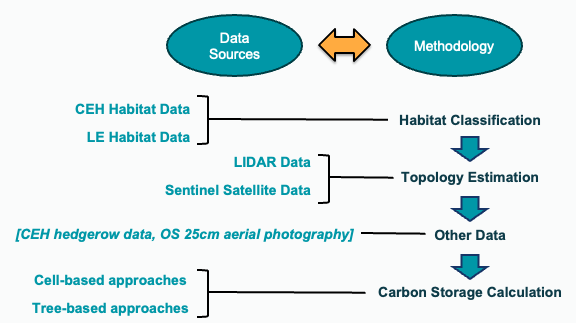 Data
Sources
Methodology
CEH Habitat Data
LE Habitat Data
Habitat Classification
LIDAR Data
Sentinel Satellite Data
Topology Estimation
[CEH hedgerow data, OS 25cm aerial photography]
Other Data
Cell-based approaches
Tree-based approaches
Carbon Storage Calculation